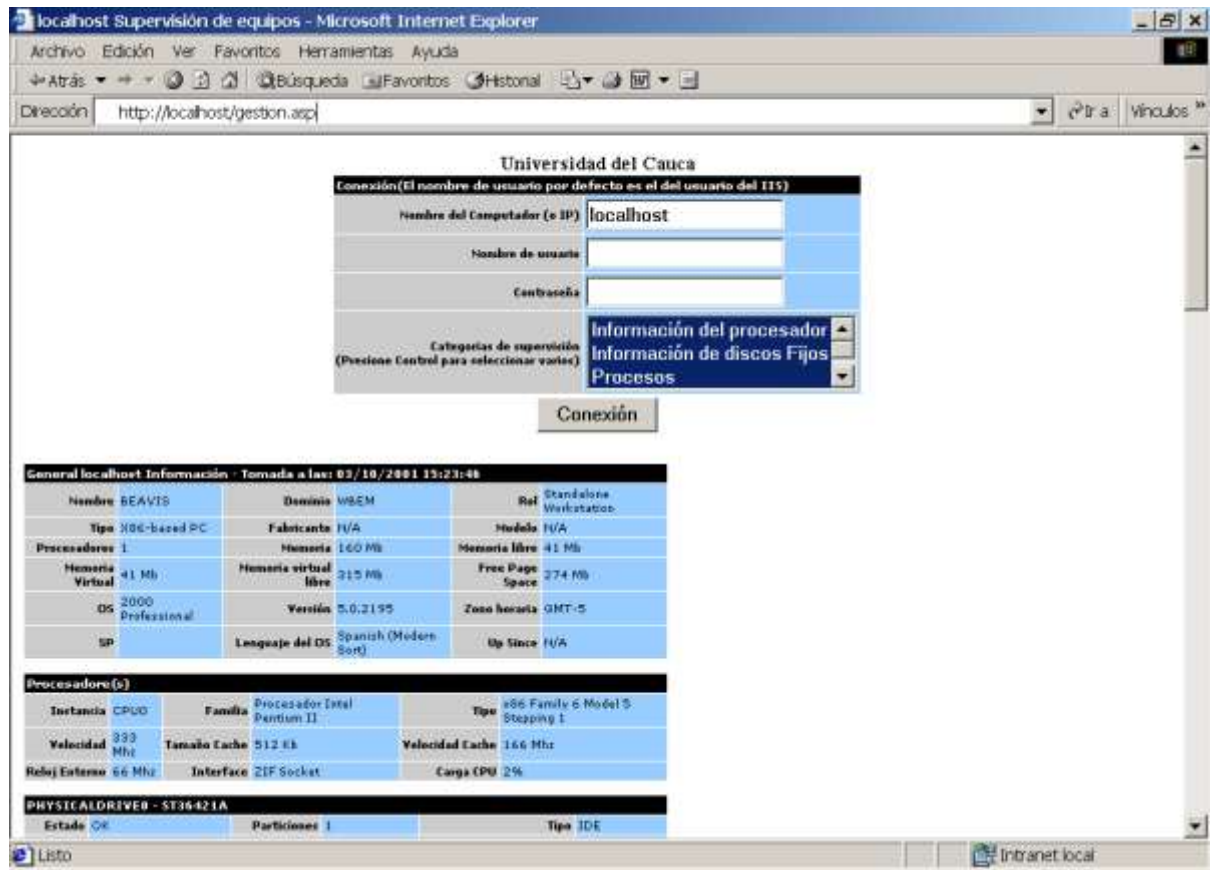 localhost Supervisión de equipos - Microsoft Internet Explorer
Archivo Edición Ver Favoritos Herramientas Ayuda
Atrás Búsqueda Favoritos Historial
Dirección http://localhost/gestion.asp Ir a Vínculos »
Universidad del Cauca
Conexión(El nombre de usuario por defecto es el del usuario del IIS)
Nombre del Computador (o IP) localhost
Nombre de usuario
Contraseña
Categorias de supervisión
(Presione Control para seleccionar varios)
Información del procesador
Información de discos Fijos
Procesos
Conexión
General localhost Información - Tomada a las: 03/10/2001 15:23:46
Nombre BEAVIS Dominio WBEM Rol Standalone Workstation
Tipo X86-based PC Fabricante N/A Modelo N/A
Procesadores 1 Memoria 160 Mb Memoria libre 41 Mb
Memoria Virtual 41 Mb Memoria virtual libre 315 Mb Free Page Space 274 Mb
OS 2000 Professional Versión 5.0.2195 Zona horaria GMT-5
SP Lenguaje del OS Spanish (Modern Sort) Up Since N/A
Procesadore(s)
Instancia CPU0 Familia Procesador Intel Pentium II Tipo x86 Family 6 Model 5 Stepping 1
Velocidad 333 Mhz Tamaño Cache 512 Kb Velocidad Cache 166 Mhz
Reloj Externo 66 Mhz Interface ZIF Socket Carga CPU 2%
PHYSICALDRIVE0 - ST36421A
Estado OK Particiones 1 Tipo IDE
Listo Intranet local